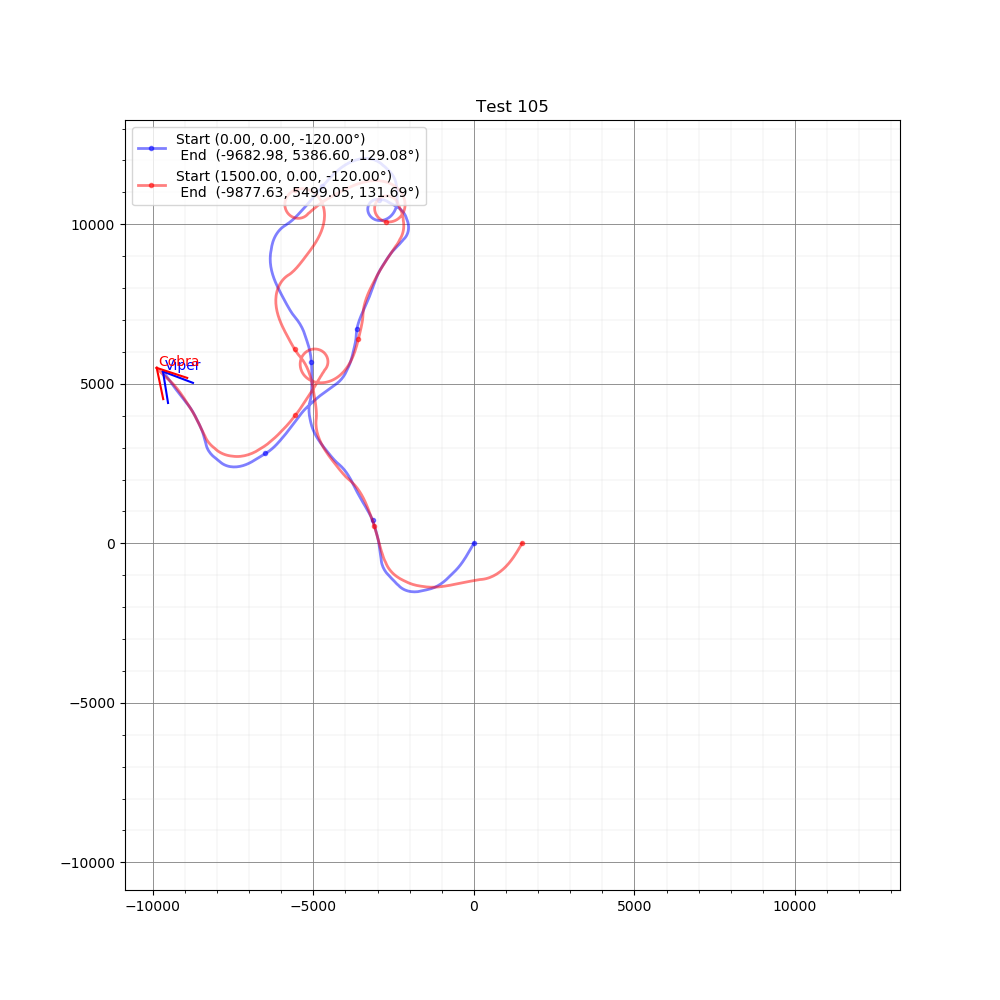 Test 105
Start (0.00, 0.00, -120.00°)
End (-9682.98, 5386.60, 129.08°)
Start (1500.00, 0.00, -120.00°)
End (-9877.63, 5499.05, 131.69°)
10000
5000
0
−5000
−10000
Cobra
Viper
−10000
−5000
0
5000
10000